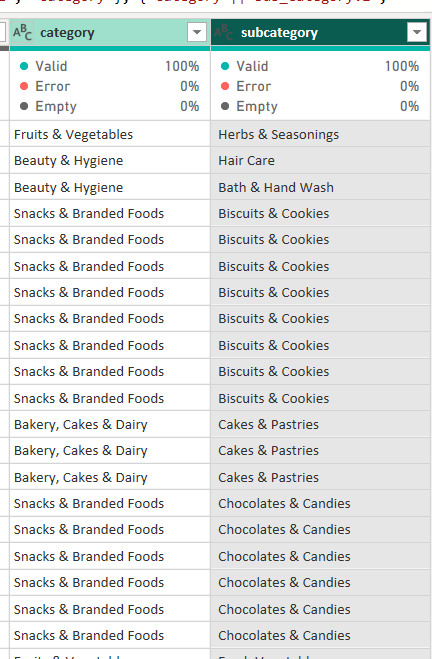 category subcategory
Valid 100% Valid 100%
Error 0% Error 0%
Empty 0% Empty 0%
Fruits & Vegetables Herbs & Seasonings
Beauty & Hygiene Hair Care
Beauty & Hygiene Bath & Hand Wash
Snacks & Branded Foods Biscuits & Cookies
Snacks & Branded Foods Biscuits & Cookies
Snacks & Branded Foods Biscuits & Cookies
Snacks & Branded Foods Biscuits & Cookies
Snacks & Branded Foods Biscuits & Cookies
Snacks & Branded Foods Biscuits & Cookies
Snacks & Branded Foods Biscuits & Cookies
Snacks & Branded Foods Biscuits & Cookies
Bakery, Cakes & Dairy Cakes & Pastries
Bakery, Cakes & Dairy Cakes & Pastries
Bakery, Cakes & Dairy Cakes & Pastries
Snacks & Branded Foods Chocolates & Candies
Snacks & Branded Foods Chocolates & Candies
Snacks & Branded Foods Chocolates & Candies
Snacks & Branded Foods Chocolates & Candies
Snacks & Branded Foods Chocolates & Candies
Snacks & Branded Foods Chocolates & Candies